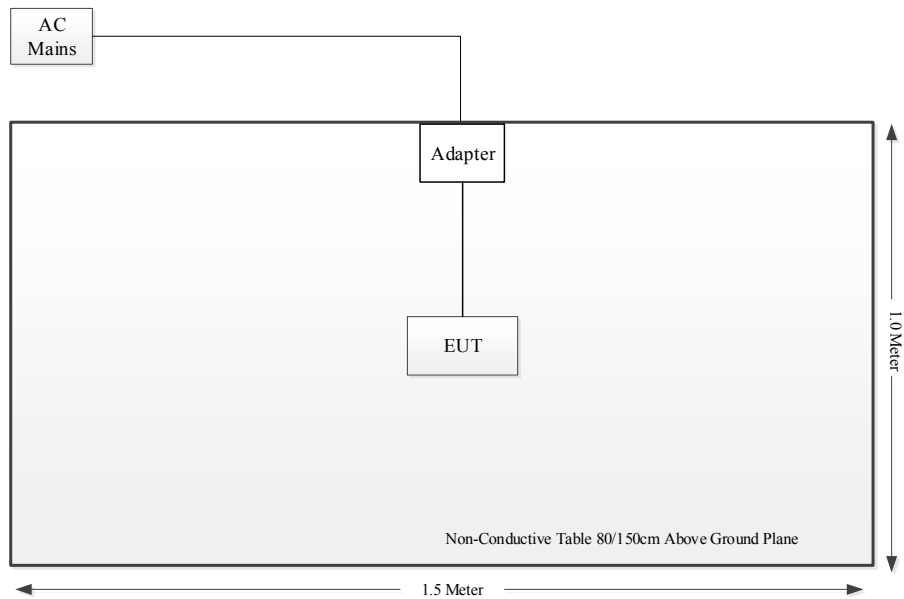 AC
Mains
Adapter
EUT
1.0 Meter
Non-Conductive Table 80/150cm Above Ground Plane
1.5 Meter